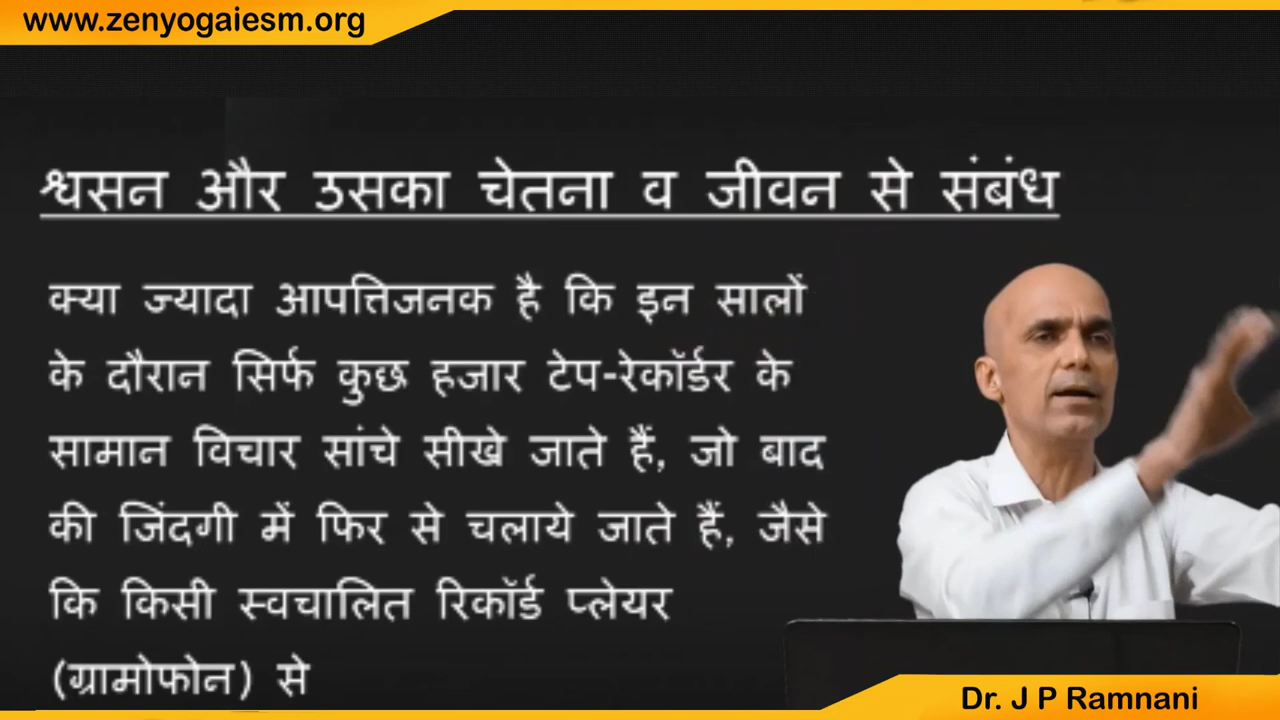 www.zenyogaiesm.org
श्वसन और उसका चेतना व जीवन से संबंध
क्या ज्यादा आपत्तिजनक है कि इन सालों
के दौरान सिर्फ कुछ हजार टेप-रेकॉर्डर के
सामान विचार सांचे सीखे जाते हैं, जो बाद
की जिंदगी में फिर से चलाये जाते हैं, जैसे
कि किसी स्वचालित रिकॉर्ड प्लेयर
(ग्रामोफोन) से
Dr. J P Ramnani